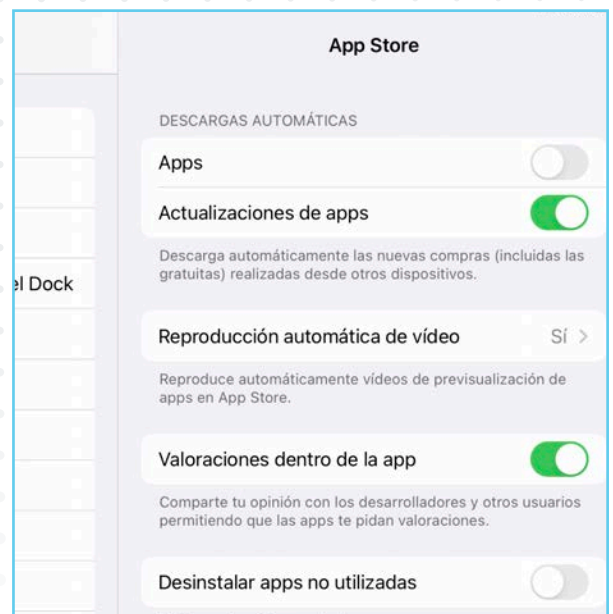 App Store
DESCARGAS AUTOMÁTICAS
Apps
Actualizaciones de apps
Descarga automáticamente las nuevas compras (incluidas las
gratuitas) realizadas desde otros dispositivos.
el Dock
Reproducción automática de vídeo Sí >
Reproduce automáticamente vídeos de previsualización de
apps en App Store.
Valoraciones dentro de la app
Comparte tu opinión con los desarrolladores y otros usuarios
permitiendo que las apps te pidan valoraciones.
Desinstalar apps no utilizadas